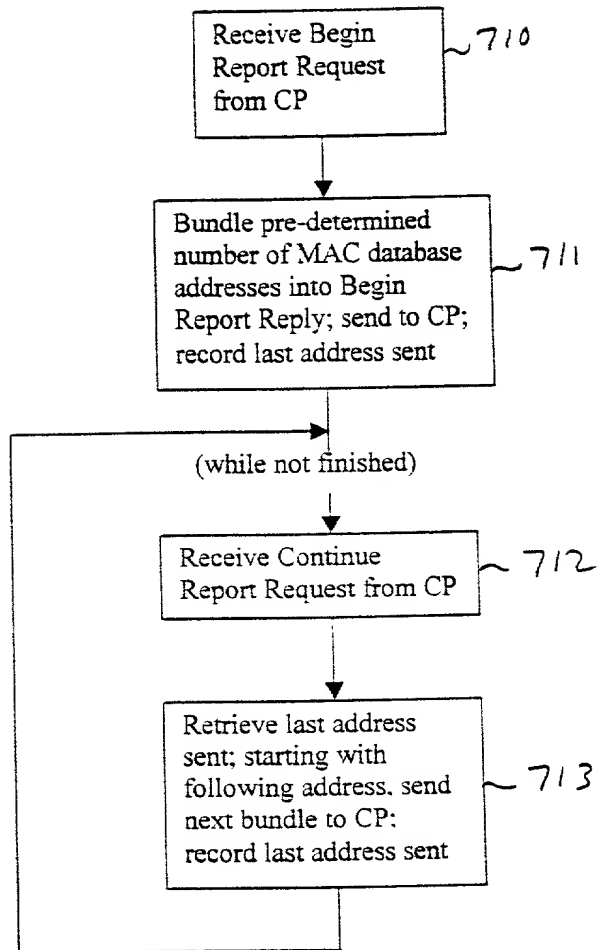 Receive Begin
Report Request
from CP
710
Bundle pre-determined
number of MAC database
addresses into Begin
Report Reply; send to CP;
record last address sent
711
(while not finished)
Receive Continue
Report Request from CP
712
Retrieve last address
sent; starting with
following address, send
next bundle to CP;
record last address sent
713